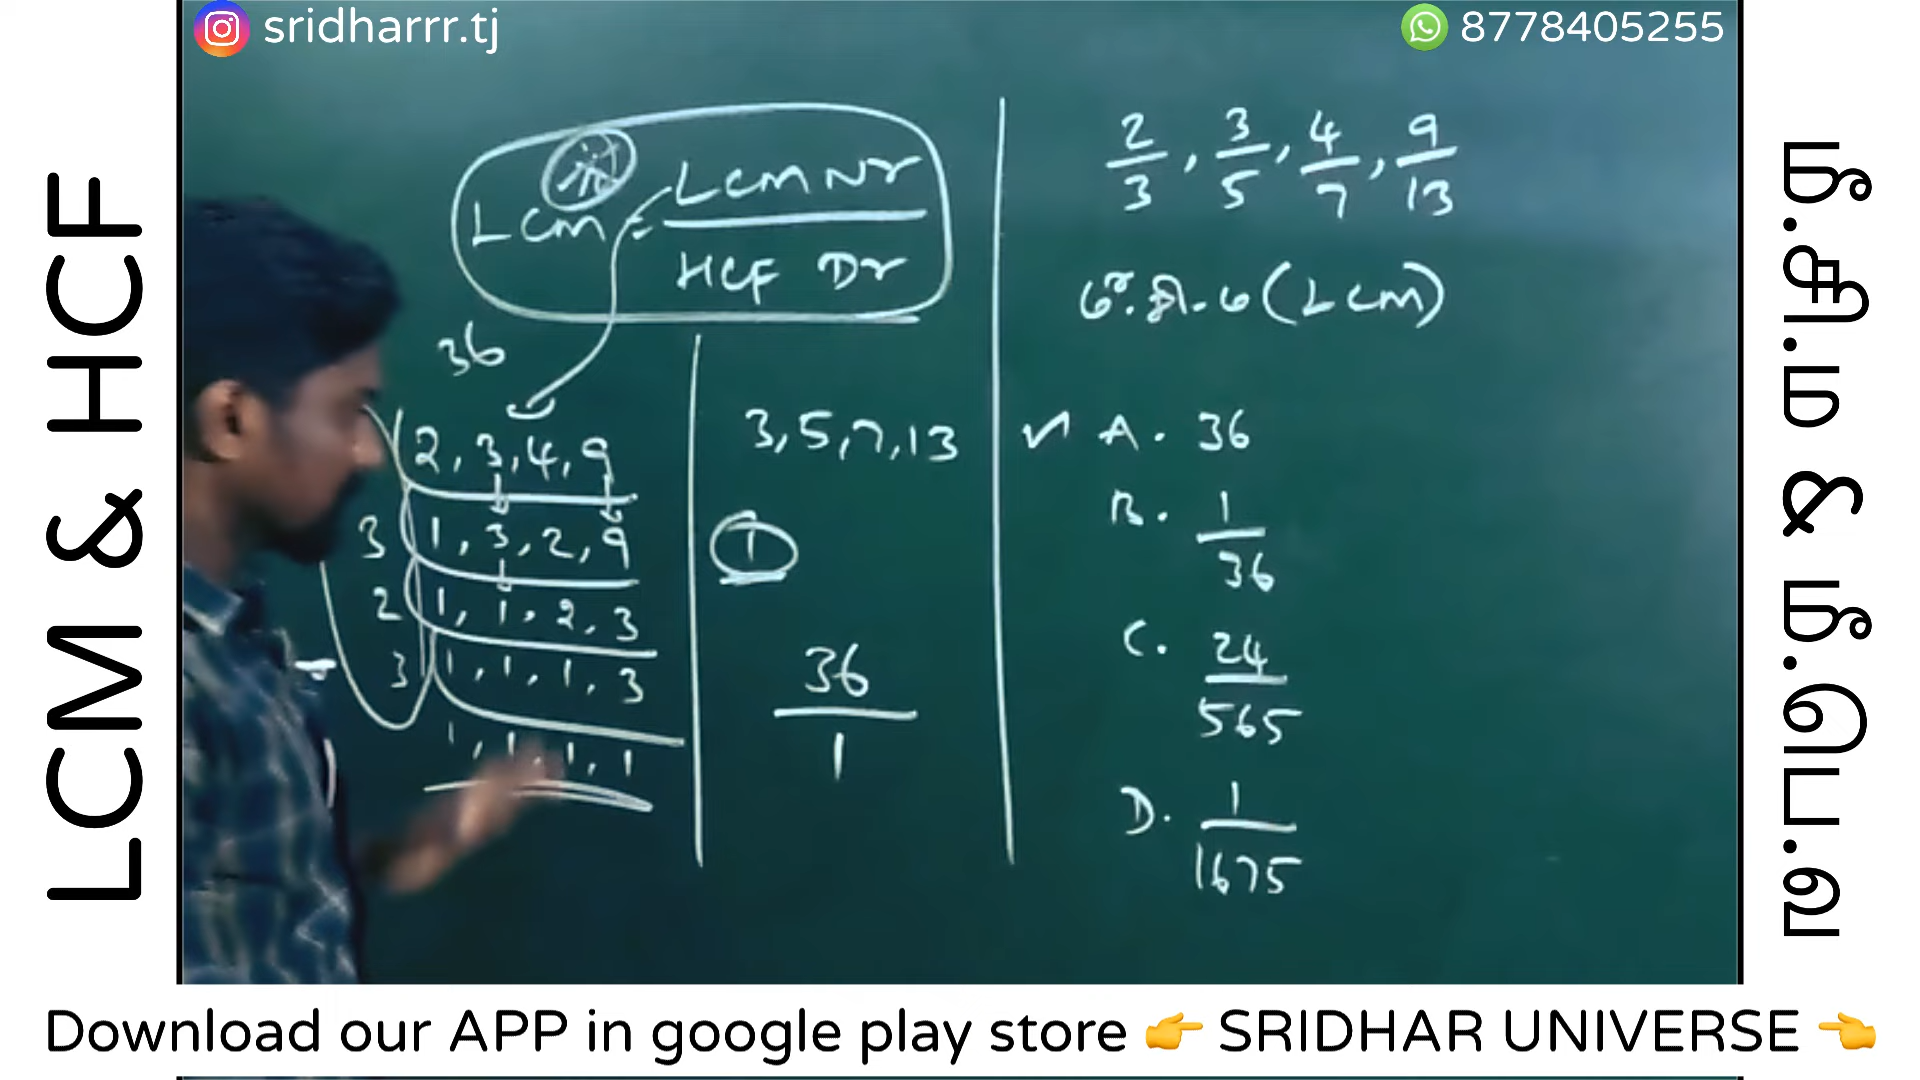 sridharrr.tj
8778405255
LCM & HCF
LCM = LCM Nr
HCF Dr
36
2, 3, 4, 9
3 1, 3, 2, 9
2 1, 1, 2, 3
3 1, 1, 1, 3
1, 1, 1, 1
3, 5, 7, 13
1
36
1
2/3, 3/5, 4/7, 9/13
(LCM)
A. 36
B. 1/36
C. 24/565
D. 1/1675
மீ.சி.ம & மீ.பெ.வ
Download our APP in google play store 👉 SRIDHAR UNIVERSE 👈